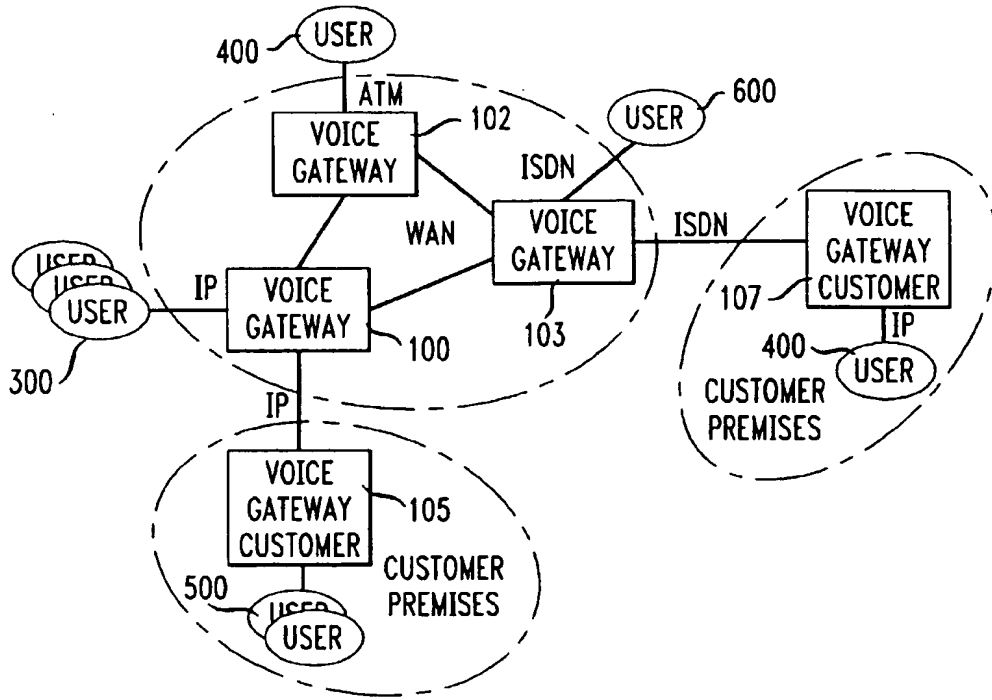 400
USER
ATM
VOICE
GATEWAY
102
600
USER
ISDN
WAN
VOICE
GATEWAY
103
ISDN
VOICE
GATEWAY
CUSTOMER
107
IP
400
USER
CUSTOMER
PREMISES
USER
USER
USER
300
IP
VOICE
GATEWAY
100
IP
VOICE
GATEWAY
CUSTOMER
105
CUSTOMER
PREMISES
500
USER
USER